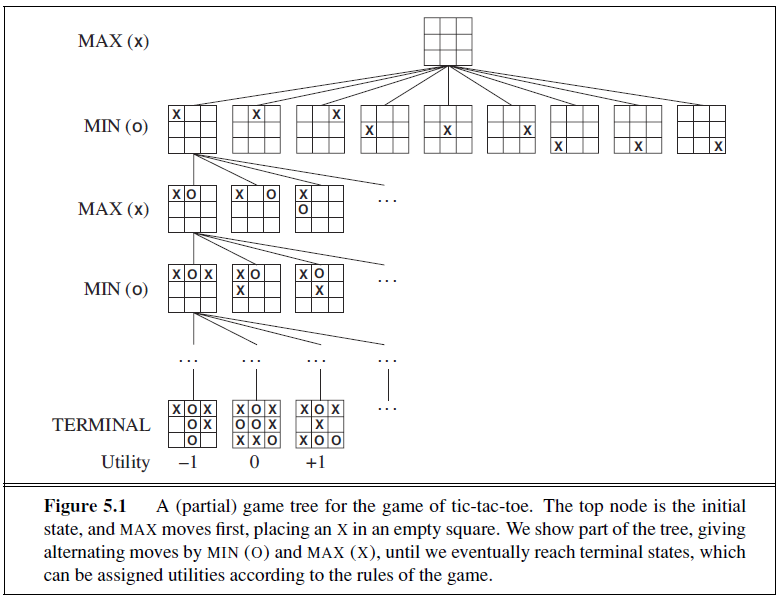 MAX (X)
X X X
MIN (O) X X X
X X X
X O X O X
MAX (X) O ...
X O X X O X O
MIN (O) X X ...
... ... ... ...
X O X X O X X O X ...
TERMINAL O X O O X X
O X X O X O O
Utility –1 0 +1
Figure 5.1 A (partial) game tree for the game of tic-tac-toe. The top node is the initial
state, and MAX moves first, placing an X in an empty square. We show part of the tree, giving
alternating moves by MIN (O) and MAX (X), until we eventually reach terminal states, which
can be assigned utilities according to the rules of the game.